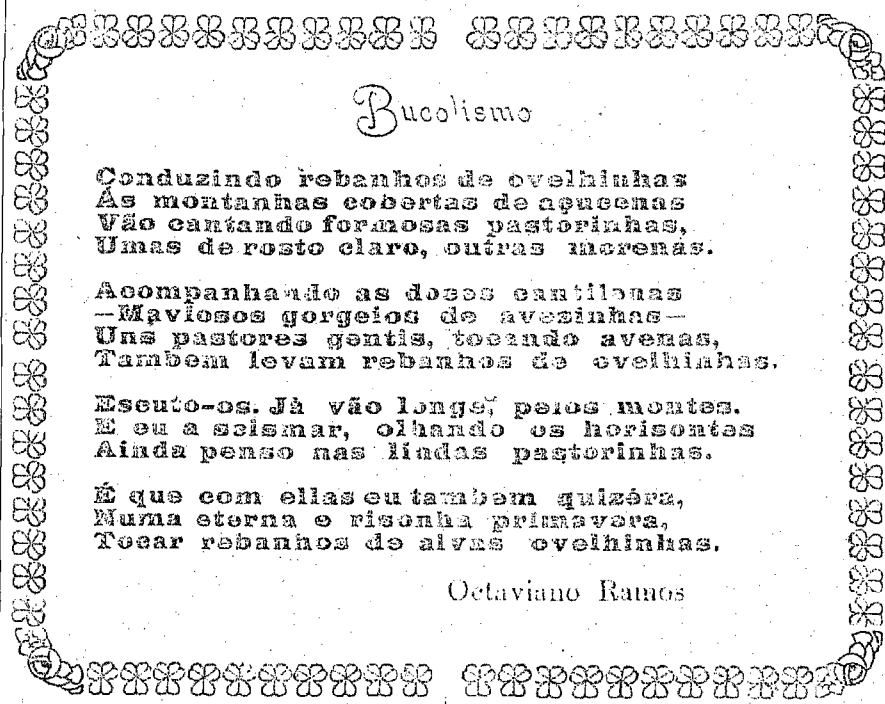 Bucolismo
Conduzindo rebanhos de ovelhinhas
Ás montanhas cobertas de açucenas
Vão cantando formosas pastorinhas,
Umas de rosto claro, outras morenas.
Acompanhando as doces cantilenas
—Maviosos gorgeios de avesinhas—
Uns pastores gentis, tocando avenas,
Tambem levam rebanhos de ovelhinhas.
Escuto-os. Já vão longe, pelos montes.
E eu a scismar, olhando os horisontes
Ainda penso nas lindas pastorinhas.
É que com ellas eu tambem quizéra,
Numa eterna e risonha primavera,
Tocar rebanhos de alvas ovelhinhas.
Octaviano Ramos